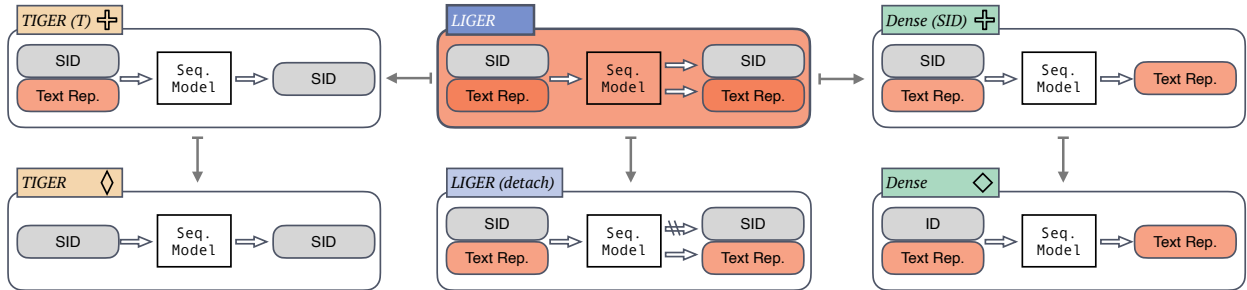 TIGER (T)
SID
Text Rep.
Seq.
Model
SID
LIGER
SID
Text Rep.
Seq.
Model
SID
Text Rep.
Dense (SID)
SID
Text Rep.
Seq.
Model
Text Rep.
TIGER
SID
Seq.
Model
SID
LIGER (detach)
SID
Text Rep.
Seq.
Model
SID
Text Rep.
Dense
ID
Text Rep.
Seq.
Model
Text Rep.